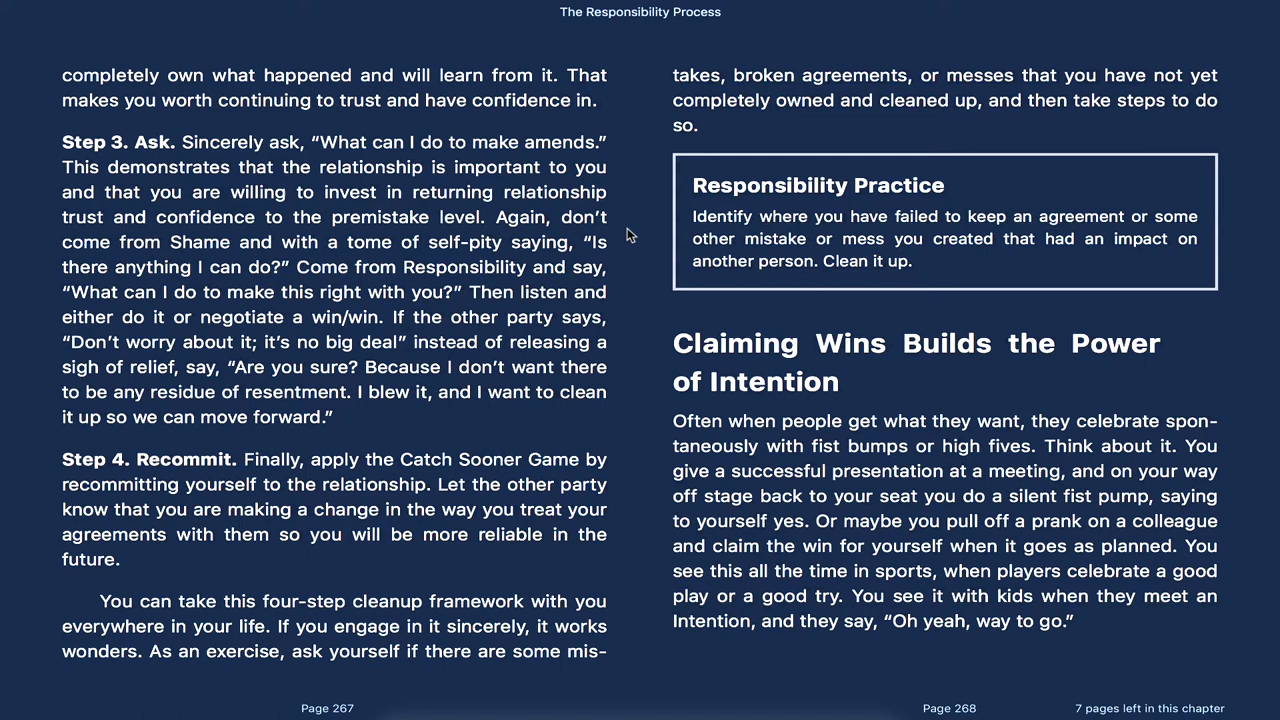 The Responsibility Process
completely own what happened and will learn from it. That
makes you worth continuing to trust and have confidence in.
Step 3. Ask. Sincerely ask, “What can I do to make amends.”
This demonstrates that the relationship is important to you
and that you are willing to invest in returning relationship
trust and confidence to the premistake level. Again, don’t
come from Shame and with a tome of self-pity saying, “Is
there anything I can do?” Come from Responsibility and say,
“What can I do to make this right with you?” Then listen and
either do it or negotiate a win/win. If the other party says,
“Don’t worry about it; it’s no big deal” instead of releasing a
sigh of relief, say, “Are you sure? Because I don’t want there
to be any residue of resentment. I blew it, and I want to clean
it up so we can move forward.”
Step 4. Recommit. Finally, apply the Catch Sooner Game by
recommitting yourself to the relationship. Let the other party
know that you are making a change in the way you treat your
agreements with them so you will be more reliable in the
future.
You can take this four-step cleanup framework with you
everywhere in your life. If you engage in it sincerely, it works
wonders. As an exercise, ask yourself if there are some mis-
takes, broken agreements, or messes that you have not yet
completely owned and cleaned up, and then take steps to do
so.
Responsibility Practice
Identify where you have failed to keep an agreement or some
other mistake or mess you created that had an impact on
another person. Clean it up.
Claiming Wins Builds the Power
of Intention
Often when people get what they want, they celebrate spon-
taneously with fist bumps or high fives. Think about it. You
give a successful presentation at a meeting, and on your way
off stage back to your seat you do a silent fist pump, saying
to yourself yes. Or maybe you pull off a prank on a colleague
and claim the win for yourself when it goes as planned. You
see this all the time in sports, when players celebrate a good
play or a good try. You see it with kids when they meet an
Intention, and they say, “Oh yeah, way to go.”
Page 267
Page 268
7 pages left in this chapter